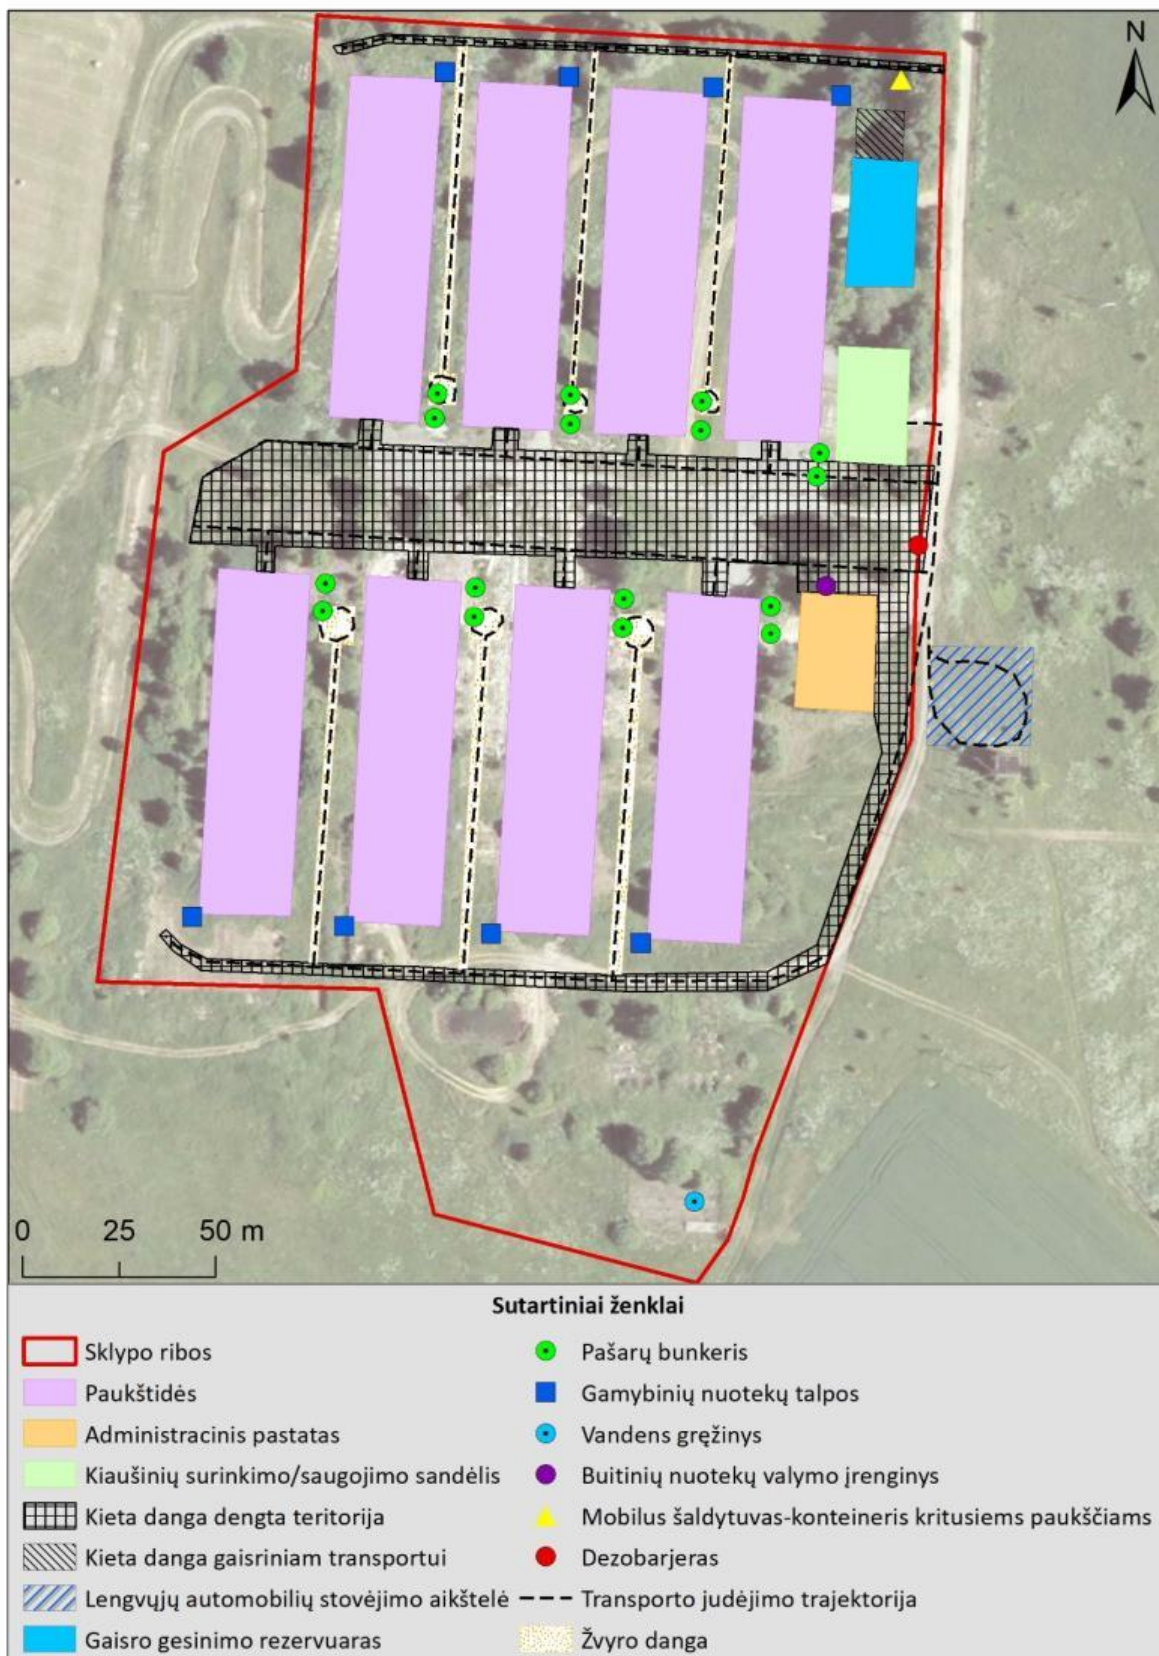 N
0 25 50 m
Sutartiniai ženklai
Sklypo ribos
Paukštidės
Administracinis pastatas
Kiaušinių surinkimo/saugojimo sandėlis
Kieta danga dengta teritorija
Kieta danga gaisriniam transportui
Lengvųjų automobilių stovėjimo aikštelė
Gaisro gesinimo rezervuaras
Pašarų bunkeris
Gamybinių nuotekų talpos
Vandens gręžinys
Buitinių nuotekų valymo įrenginys
Mobilus šaldytuvas-konteineris kritusiems paukščiams
Dezobarjeras
Transporto judėjimo trajektorija
Žvyro danga